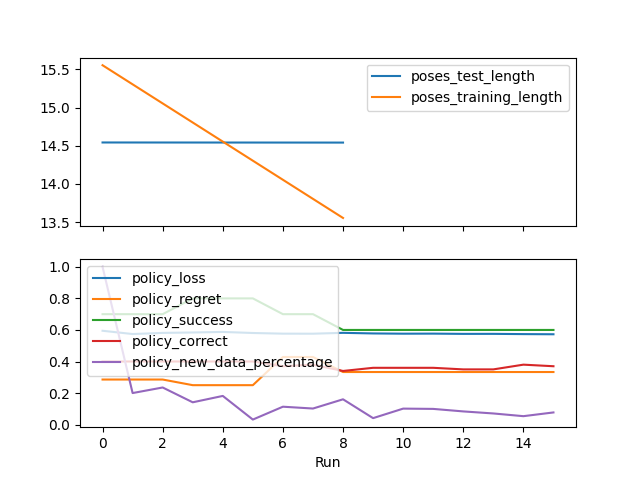 15.5
15.0
14.5
14.0
13.5
poses_test_length
poses_training_length
1.0
0.8
0.6
0.4
0.2
0.0
policy_loss
policy_regret
policy_success
policy_correct
policy_new_data_percentage
0 2 4 6 8 10 12 14
Run